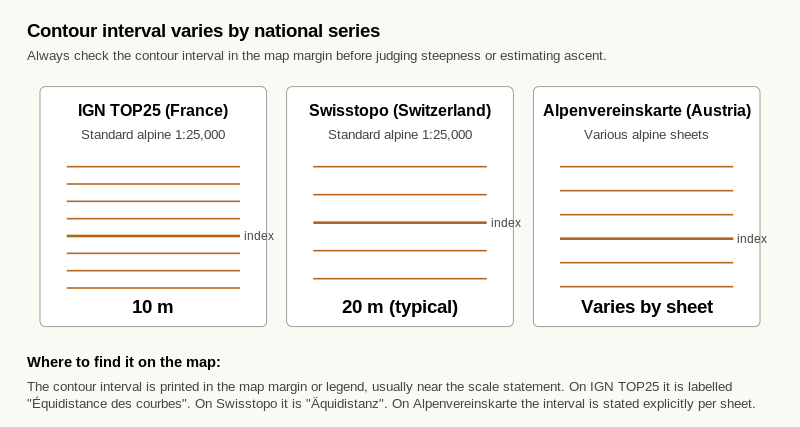 Contour interval varies by national series
Always check the contour interval in the map margin before judging steepness or estimating ascent.
IGN TOP25 (France)
Standard alpine 1:25,000
index
10 m
Swisstopo (Switzerland)
Standard alpine 1:25,000
index
20 m (typical)
Alpenvereinskarte (Austria)
Various alpine sheets
index
Varies by sheet
Where to find it on the map:
The contour interval is printed in the map margin or legend, usually near the scale statement. On IGN TOP25 it is labelled
"Équidistance des courbes". On Swisstopo it is "Äquidistanz". On Alpenvereinskarte the interval is stated explicitly per sheet.